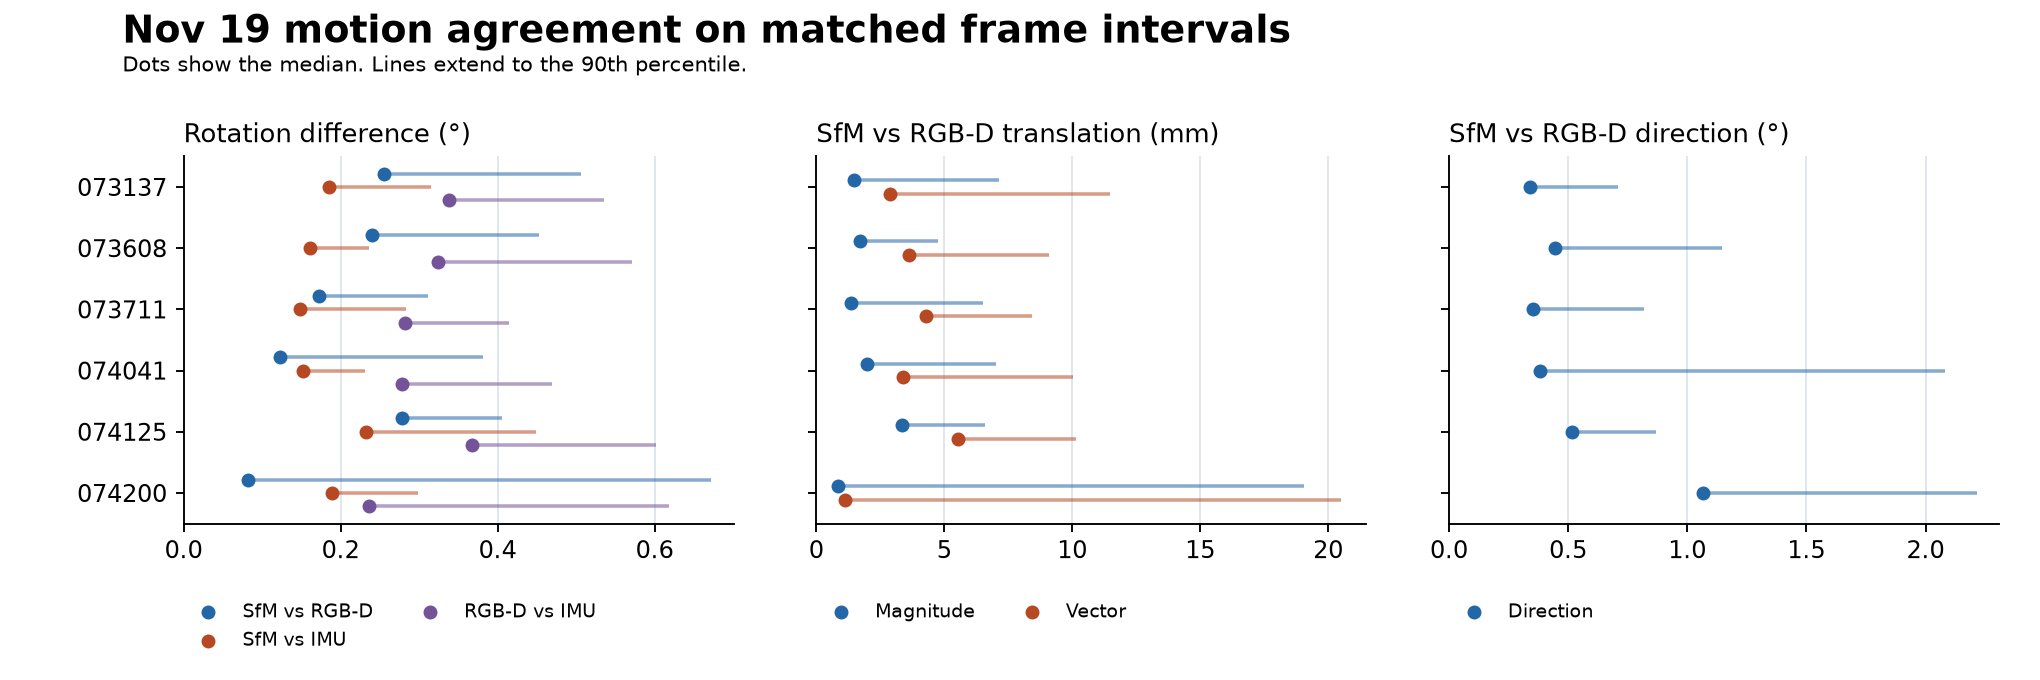 Nov 19 motion agreement on matched frame intervals
Dots show the median. Lines extend to the 90th percentile.
Rotation difference (°)
073137
073608
073711
074041
074125
074200
0.0 0.2 0.4 0.6
SfM vs RGB-D RGB-D vs IMU
SfM vs IMU
SfM vs RGB-D translation (mm)
0 5 10 15 20
Magnitude Vector
SfM vs RGB-D direction (°)
0.0 0.5 1.0 1.5 2.0
Direction